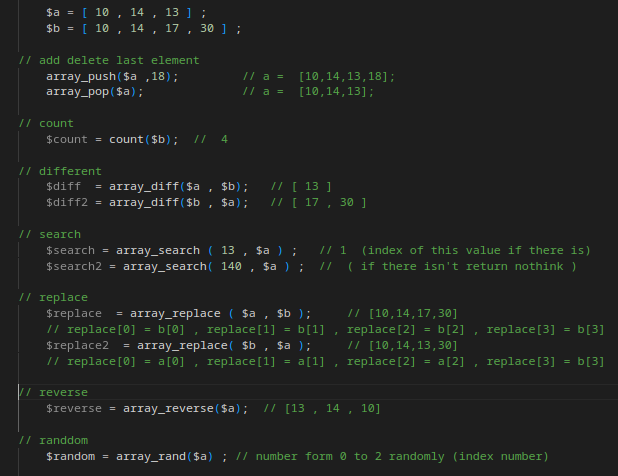 $a = [ 10 , 14 , 13 ] ;
$b = [ 10 , 14 , 17 , 30 ] ;
// add delete last element
array_push($a ,18); // a = [10,14,13,18];
array_pop($a); // a = [10,14,13];
// count
$count = count($b); // 4
// different
$diff = array_diff($a , $b); // [ 13 ]
$diff2 = array_diff($b , $a); // [ 17 , 30 ]
// search
$search = array_search ( 13 , $a ) ; // 1 (index of this value if there is)
$search2 = array_search( 140 , $a ) ; // ( if there isn't return nothink )
// replace
$replace = array_replace ( $a , $b ); // [10,14,17,30]
// replace[0] = b[0] , replace[1] = b[1] , replace[2] = b[2] , replace[3] = b[3]
$replace2 = array_replace( $b , $a ); // [10,14,13,30]
// replace[0] = a[0] , replace[1] = a[1] , replace[2] = a[2] , replace[3] = b[3]
// reverse
$reverse = array_reverse($a); // [13 , 14 , 10]
// randdom
$random = array_rand($a) ; // number form 0 to 2 randomly (index number)